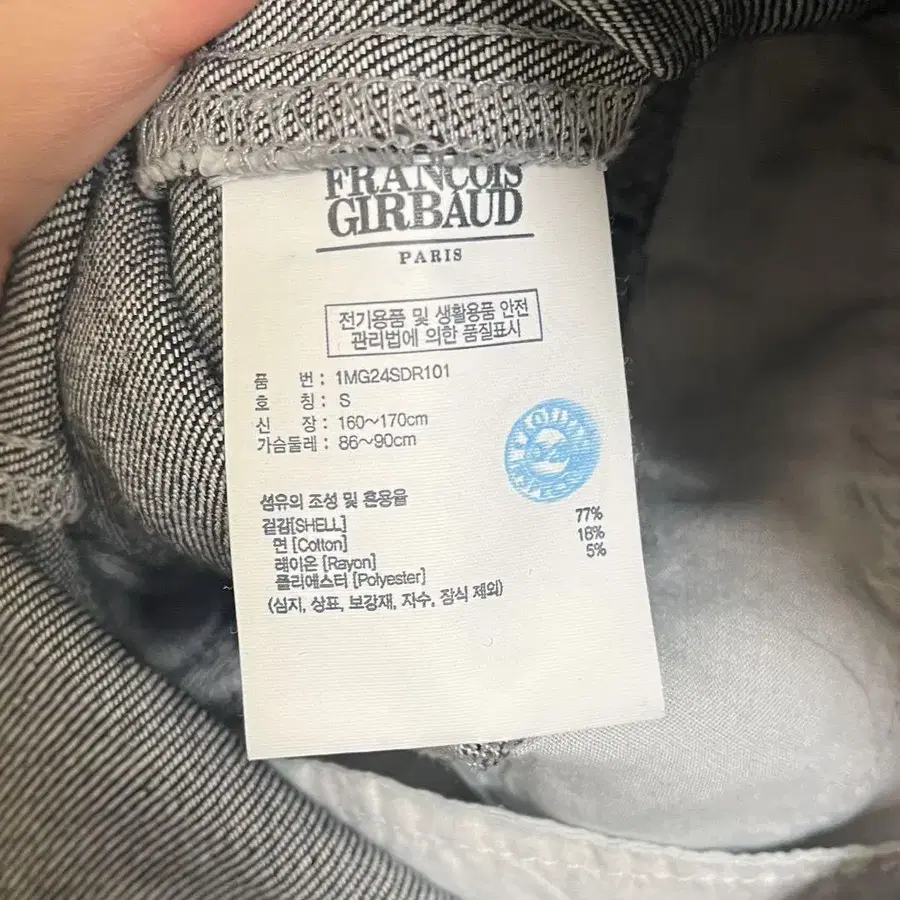 FRANÇOIS
GIRBAUD
PARIS
전기용품 및 생활용품 안전
관리법에 의한 품질표시
품 번 : 1MG24SDR101
호 칭 : S
신 장 : 160~170cm
가슴둘레 : 86~90cm
섬유의 조성 및 혼용율
겉감[SHELL]
면 [Cotton] 77%
레이온 [Rayon] 18%
폴리에스터 [Polyester] 5%
(심지, 상표, 보강재, 자수, 장식 제외)